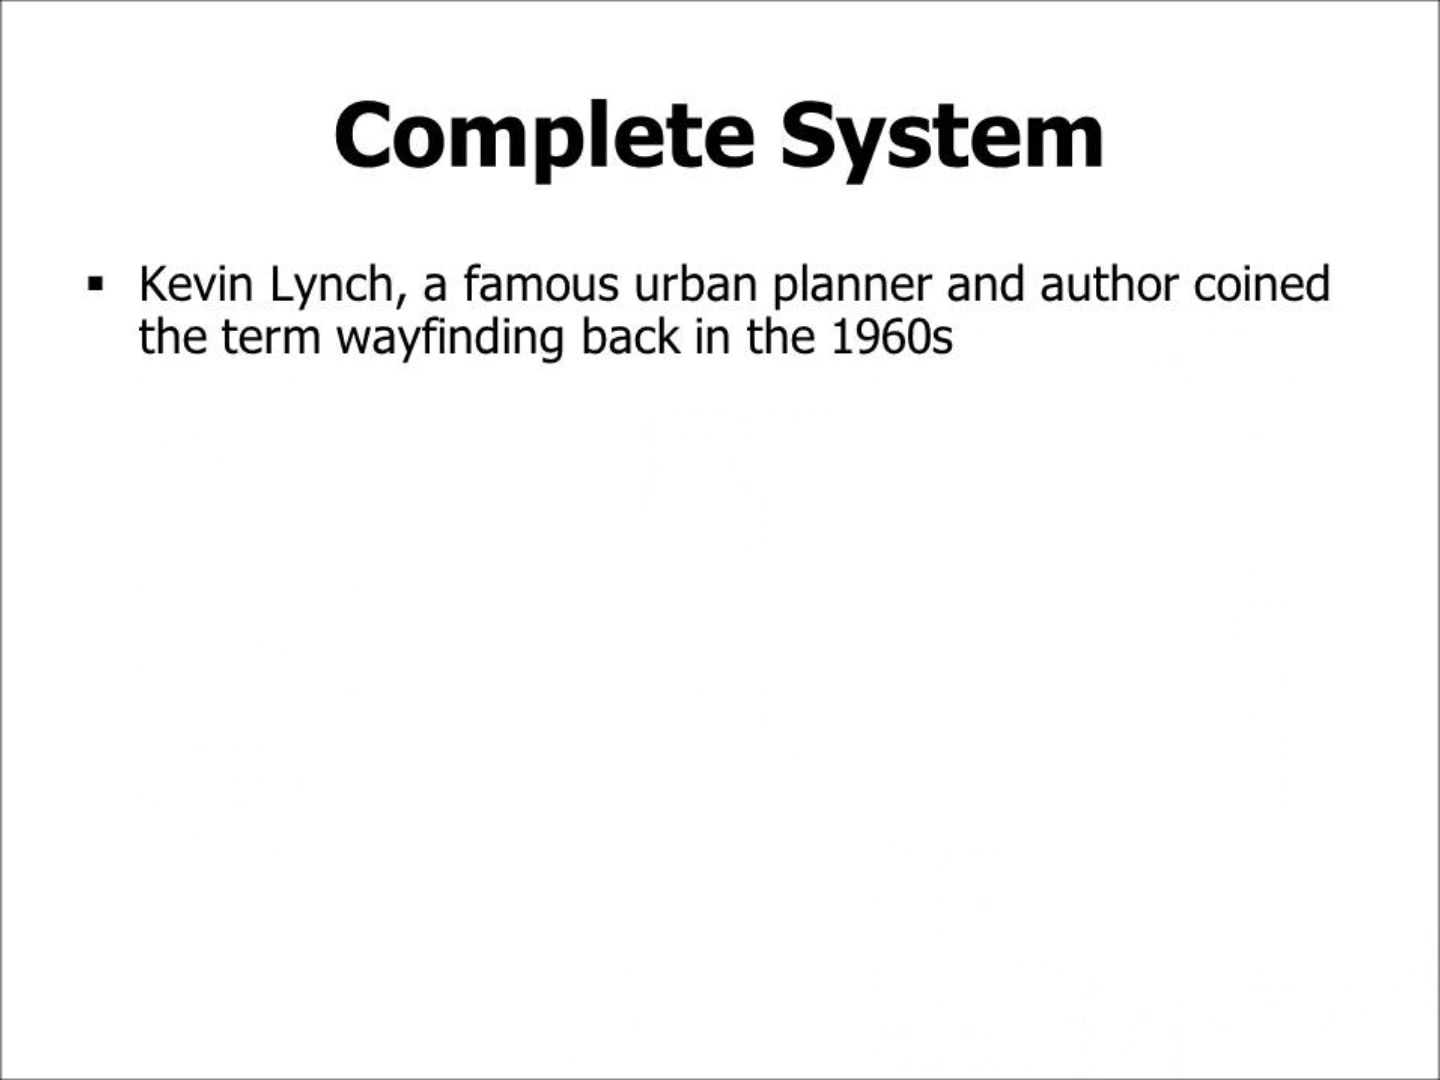 Complete System
▪ Kevin Lynch, a famous urban planner and author coined
the term wayfinding back in the 1960s